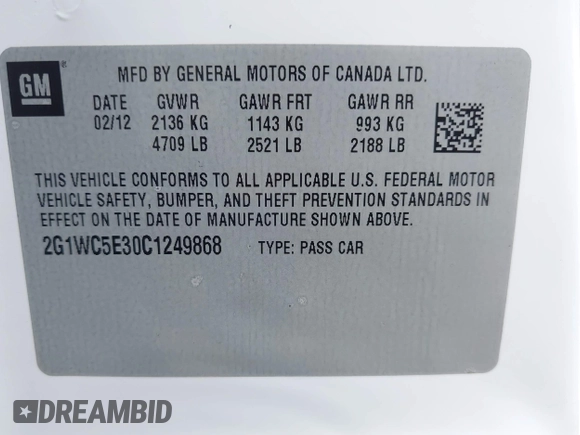 GM ®
MFD BY GENERAL MOTORS OF CANADA LTD.
DATE GVWR GAWR FRT GAWR RR
02/12 2136 KG 1143 KG 993 KG
4709 LB 2521 LB 2188 LB
THIS VEHICLE CONFORMS TO ALL APPLICABLE U.S. FEDERAL MOTOR
VEHICLE SAFETY, BUMPER, AND THEFT PREVENTION STANDARDS IN
EFFECT ON THE DATE OF MANUFACTURE SHOWN ABOVE.
2G1WC5E30C1249868 TYPE: PASS CAR
DREAMBID